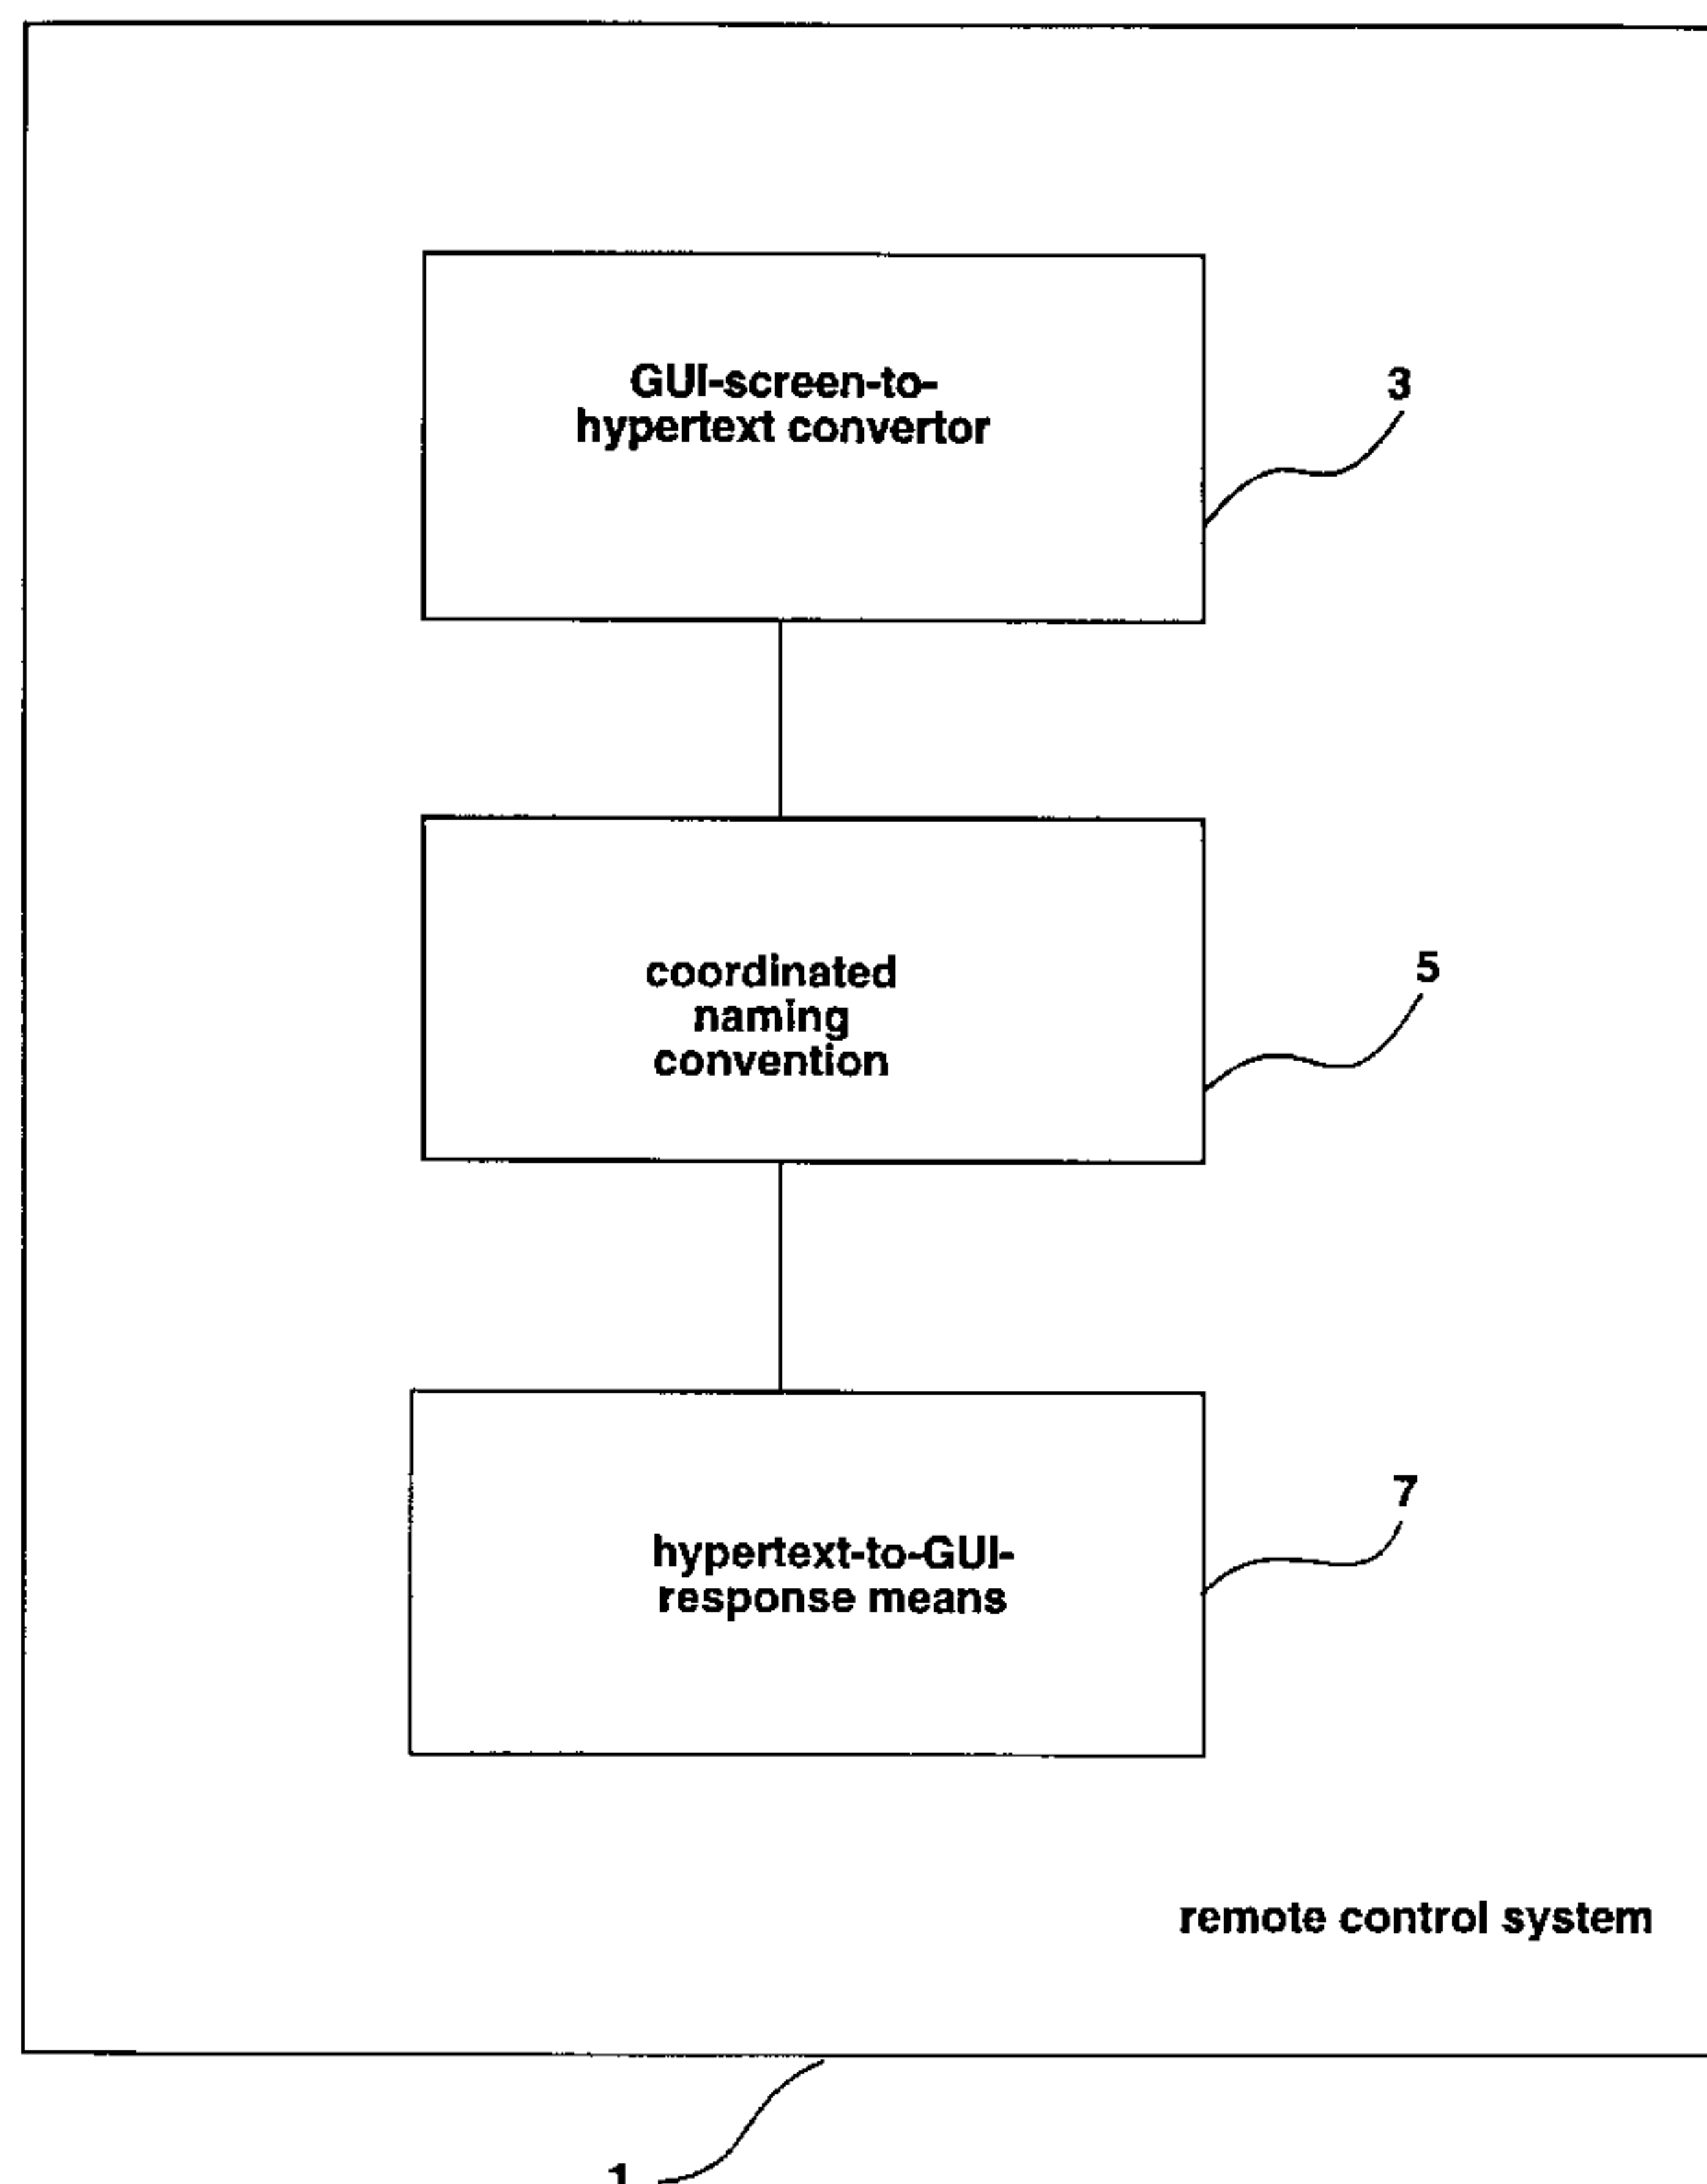 GUI-screen-to-
hypertext convertor
3
coordinated
naming
convention
5
7
hypertext-to-GUI-
response means
remote control system
1